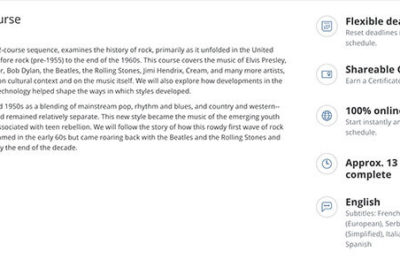 urse
-course sequence, examines the history of rock, primarily as it unfolded in the United
efore rock (pre-1955) to the end of the 1960s. This course covers the music of Elvis Presley,
r, Bob Dylan, the Beatles, the Rolling Stones, Jimi Hendrix, Cream, and many more artists,
on cultural context and on the music itself. We will also explore how developments in the
echnology helped shape the ways in which styles developed.
d 1950s as a blending of mainstream pop, rhythm and blues, and country and western--
d remained relatively separate. This new style became the music of the emerging youth
ssociated with teen rebellion. We will follow the story of how this rowdy first wave of rock
amed in the early 60s but came roaring back with the Beatles and the Rolling Stones and
y the end of the decade.
Flexible dea
Reset deadlines i
schedule.
Shareable C
Earn a Certificate
100% online
Start instantly an
schedule.
Approx. 13
complete
English
Subtitles: French
(European), Serb
(Simplified), Italia
Spanish